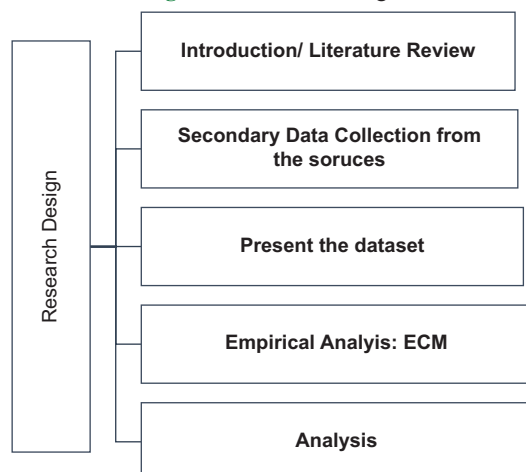 Introduction/ Literature Review
Secondary Data Collection from
the soruces
Present the dataset
Research Design
Empirical Analyis: ECM
Analysis